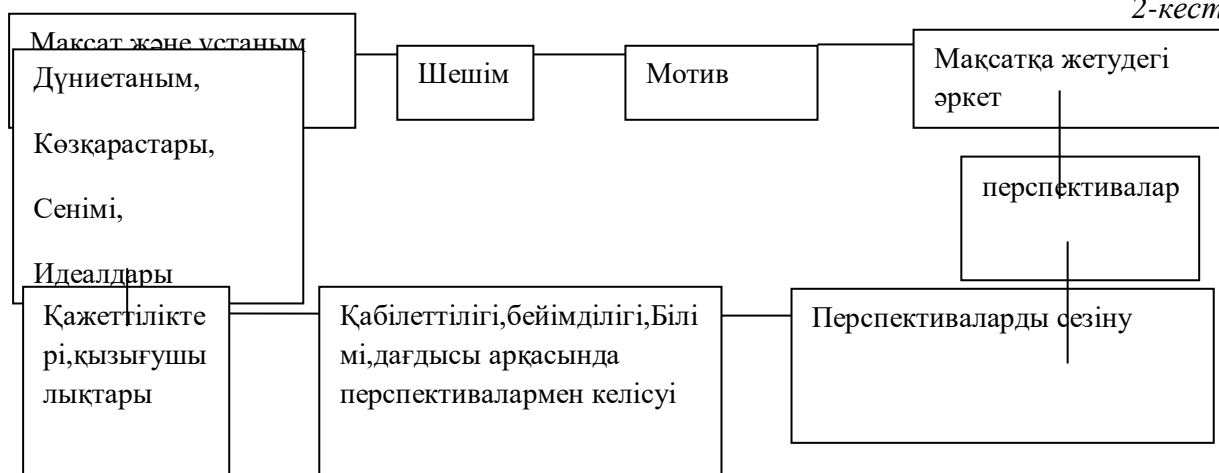 2-кест
Мақсат және ұстаным
Дүниетаным,
Көзқарастары,
Сенімі,
Идеалдары
Шешім
Мотив
Мақсатқа жетудегі
әркет
перспективалар
Қажеттілікте
рі,қызығушы
лықтары
Қабілеттілігі,бейімділігі,Білі
мі,дағдысы арқасында
перспективалармен келісуі
Перспективаларды сезіну